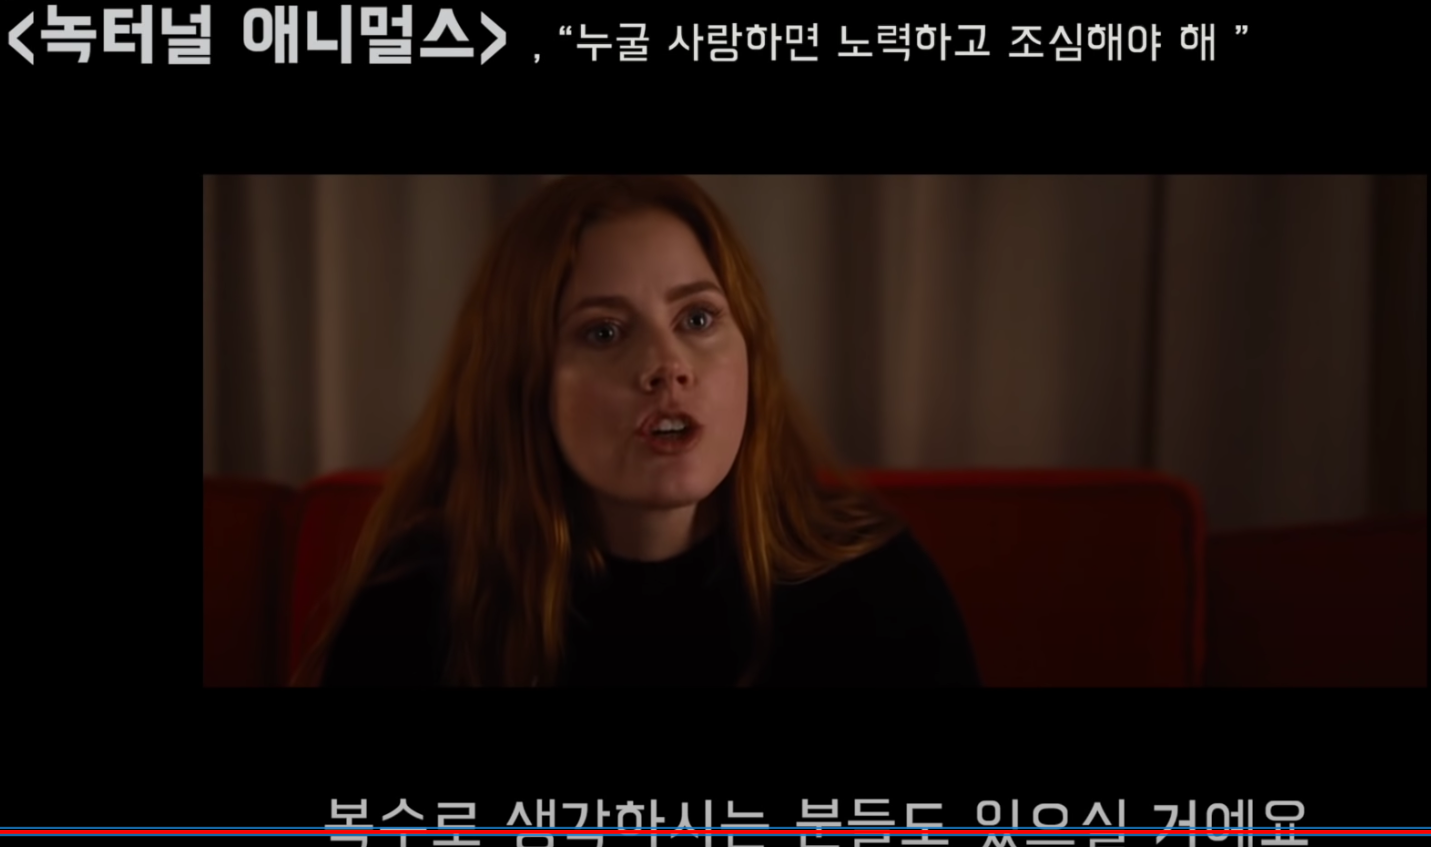 <녹터널 애니멀스> , “누굴 사랑하면 노력하고 조심해야 해 ”
복수로 생각하시는 분들도 있으실 거예요